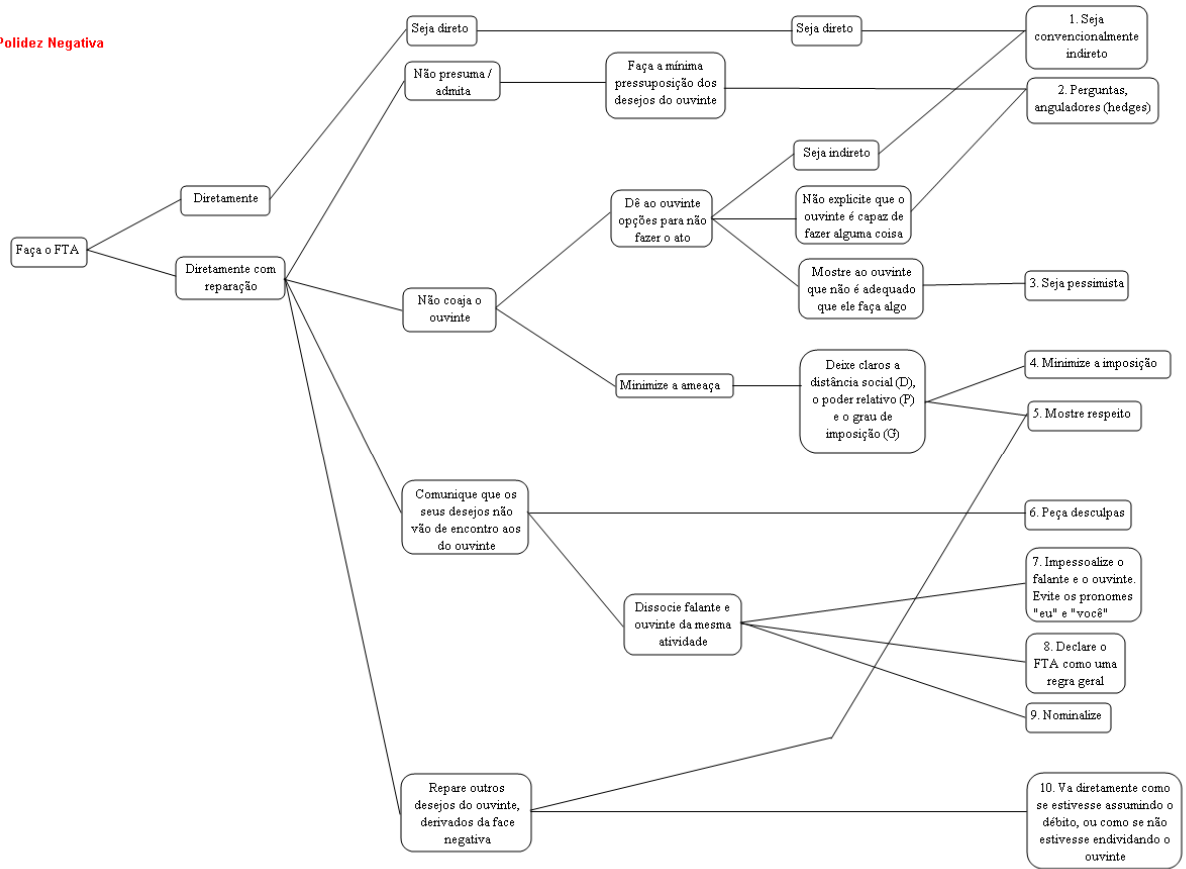 Polidez Negativa
Faça o FTA
Diretamente
Diretamente com
reparação
Seja direto
Não presuma /
admita
Não coaja o
ouvinte
Comunique que os
seus desejos não
vão de encontro aos
do ouvinte
Repare outros
desejos do ouvinte,
derivados da face
negativa
Faça a mínima
pressuposição dos
desejos do ouvinte
Dê ao ouvinte
opções para não
fazer o ato
Minimize a ameaça
Dissocie falante e
ouvinte da mesma
atividade
Seja direto
Seja indireto
Não explicite que o
ouvinte é capaz de
fazer alguma coisa
Mostre ao ouvinte
que não é adequado
que ele faça algo
Deixe claros a
distância social (D),
o poder relativo (P)
e o grau de
imposição (G)
1. Seja
convencionalmente
indireto
2. Perguntas,
anguladores (hedges)
3. Seja pessimista
4. Minimize a imposição
5. Mostre respeito
6. Peça desculpas
7. Impessoalize o
falante e o ouvinte.
Evite os pronomes
"eu" e "você"
8. Declare o
FTA como uma
regra geral
9. Nominalize
10. Va diretamente como
se estivesse assumindo o
débito, ou como se não
estivesse endividando o
ouvinte